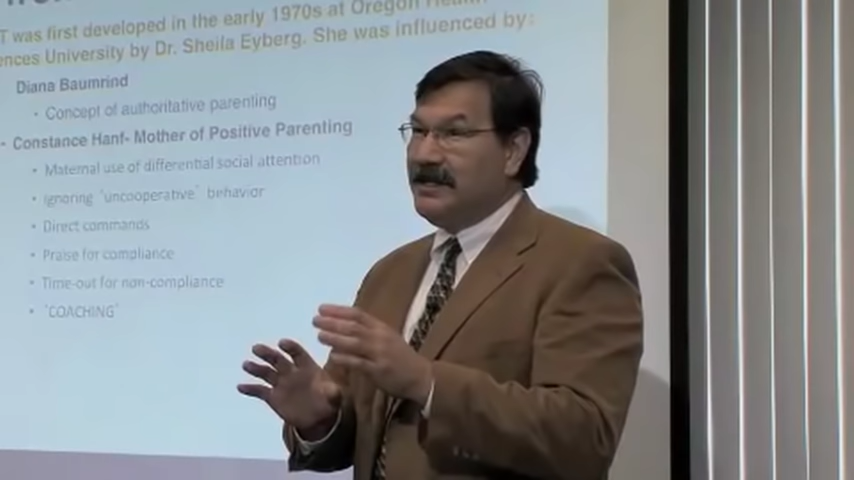 T was first developed in the early 1970s at Oregon Health
ences University by Dr. Sheila Eyberg. She was influenced by:
Diana Baumrind
• Concept of authoritative parenting
- Constance Hanf- Mother of Positive Parenting
• Maternal use of differential social attention
• Ignoring `uncooperative` behavior
• Direct commands
• Praise for compliance
• Time-out for non-compliance
• `COACHING`